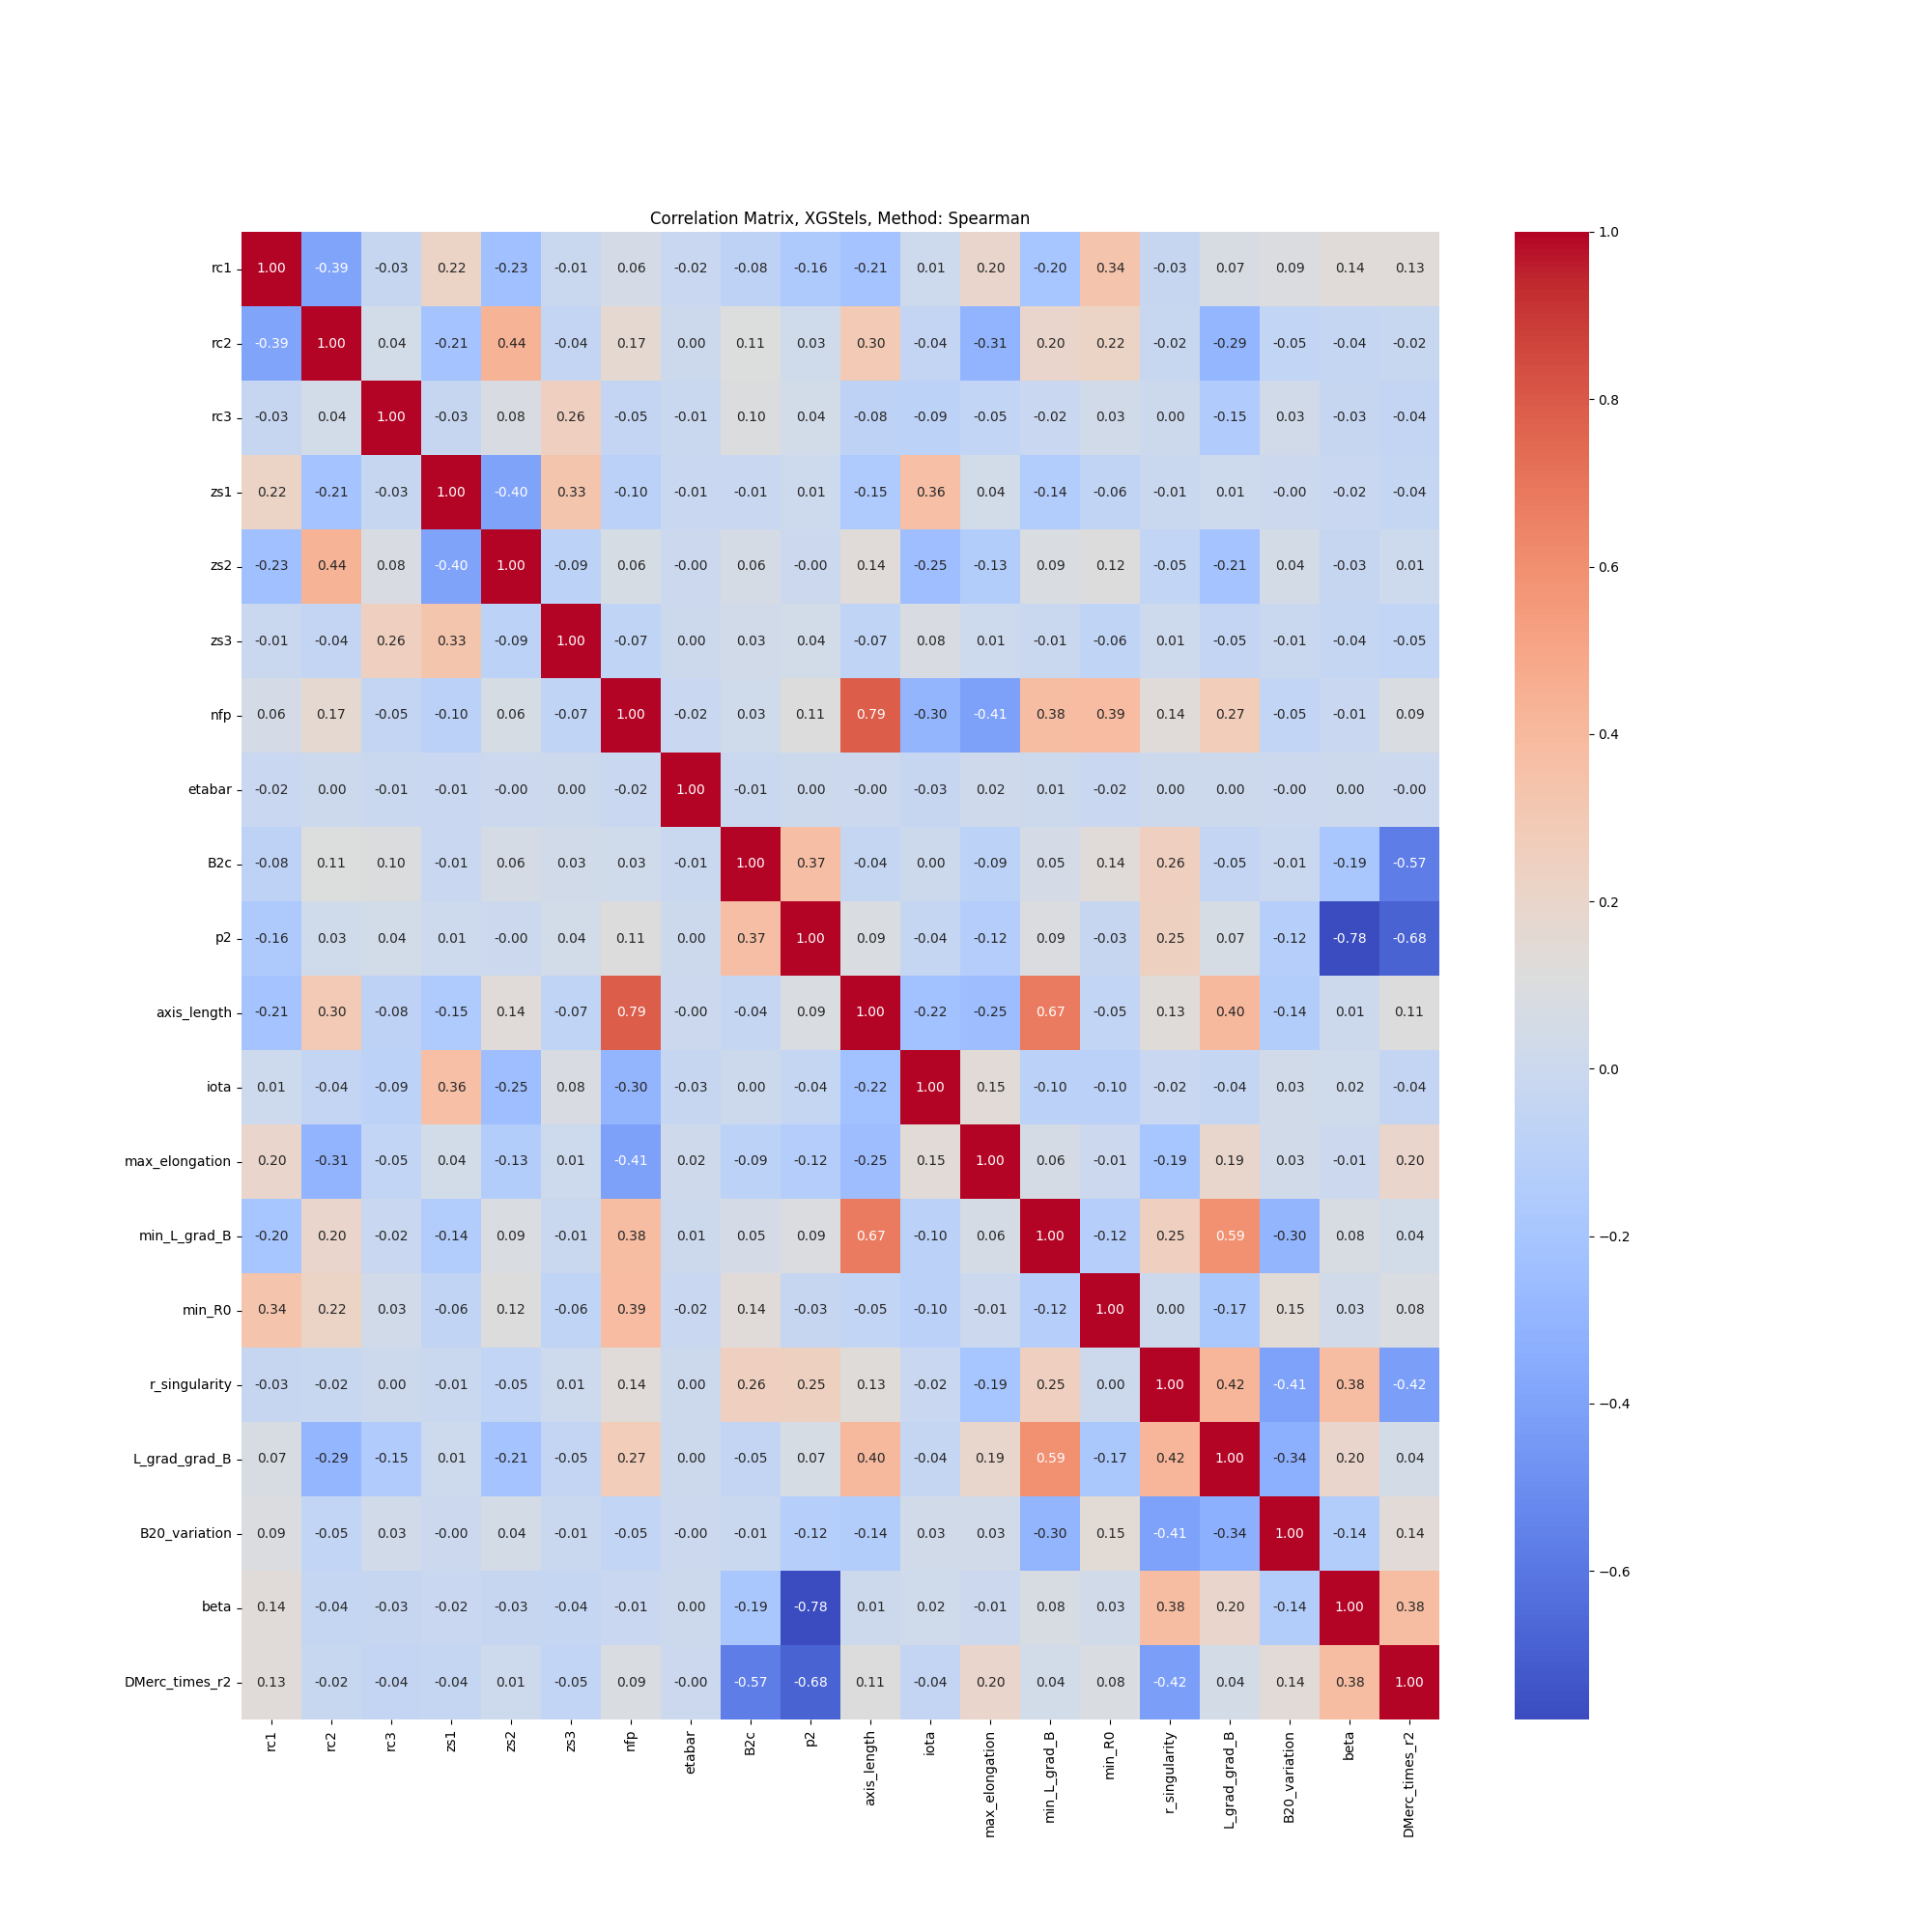 Correlation Matrix, XGStels, Method: Spearman
rc1 1.00 -0.39 -0.03 0.22 -0.23 -0.01 0.06 -0.02 -0.08 -0.16 -0.21 0.01 0.20 -0.20 0.34 -0.03 0.07 0.09 0.14 0.13
rc2 -0.39 1.00 0.04 -0.21 0.44 -0.04 0.17 0.00 0.11 0.03 0.30 -0.04 -0.31 0.20 0.22 -0.02 -0.29 -0.05 -0.04 -0.02
rc3 -0.03 0.04 1.00 -0.03 0.08 0.26 -0.05 -0.01 0.10 0.04 -0.08 -0.09 -0.05 -0.02 0.03 0.00 -0.15 0.03 -0.03 -0.04
zs1 0.22 -0.21 -0.03 1.00 -0.40 0.33 -0.10 -0.01 -0.01 0.01 -0.15 0.36 0.04 -0.14 -0.06 -0.01 0.01 -0.00 -0.02 -0.04
zs2 -0.23 0.44 0.08 -0.40 1.00 -0.09 0.06 -0.00 0.06 -0.00 0.14 -0.25 -0.13 0.09 0.12 -0.05 -0.21 0.04 -0.03 0.01
zs3 -0.01 -0.04 0.26 0.33 -0.09 1.00 -0.07 0.00 0.03 0.04 -0.07 0.08 0.01 -0.01 -0.06 0.01 -0.05 -0.01 -0.04 -0.05
nfp 0.06 0.17 -0.05 -0.10 0.06 -0.07 1.00 -0.02 0.03 0.11 0.79 -0.30 -0.41 0.38 0.39 0.14 0.27 -0.05 -0.01 0.09
etabar -0.02 0.00 -0.01 -0.01 -0.00 0.00 -0.02 1.00 -0.01 0.00 -0.00 -0.03 0.02 0.01 -0.02 0.00 0.00 -0.00 0.00 -0.00
B2c -0.08 0.11 0.10 -0.01 0.06 0.03 0.03 -0.01 1.00 0.37 -0.04 0.00 -0.09 0.05 0.14 0.26 -0.05 -0.01 -0.19 -0.57
p2 -0.16 0.03 0.04 0.01 -0.00 0.04 0.11 0.00 0.37 1.00 0.09 -0.04 -0.12 0.09 -0.03 0.25 0.07 -0.12 -0.78 -0.68
axis_length -0.21 0.30 -0.08 -0.15 0.14 -0.07 0.79 -0.00 -0.04 0.09 1.00 -0.22 -0.25 0.67 -0.05 0.13 0.40 -0.14 0.01 0.11
iota 0.01 -0.04 -0.09 0.36 -0.25 0.08 -0.30 -0.03 0.00 -0.04 -0.22 1.00 0.15 -0.10 -0.10 -0.02 -0.04 0.03 0.02 -0.04
max_elongation 0.20 -0.31 -0.05 0.04 -0.13 0.01 -0.41 0.02 -0.09 -0.12 -0.25 0.15 1.00 0.06 -0.01 -0.19 0.19 0.03 -0.01 0.20
min_L_grad_B -0.20 0.20 -0.02 -0.14 0.09 -0.01 0.38 0.01 0.05 0.09 0.67 -0.10 0.06 1.00 -0.12 0.25 0.59 -0.30 0.08 0.04
min_R0 0.34 0.22 0.03 -0.06 0.12 -0.06 0.39 -0.02 0.14 -0.03 -0.05 -0.10 -0.01 -0.12 1.00 0.00 -0.17 0.15 0.03 0.08
r_singularity -0.03 -0.02 0.00 -0.01 -0.05 0.01 0.14 0.00 0.26 0.25 0.13 -0.02 -0.19 0.25 0.00 1.00 0.42 -0.41 0.38 -0.42
L_grad_grad_B 0.07 -0.29 -0.15 0.01 -0.21 -0.05 0.27 0.00 -0.05 0.07 0.40 -0.04 0.19 0.59 -0.17 0.42 1.00 -0.34 0.20 0.04
B20_variation 0.09 -0.05 0.03 -0.00 0.04 -0.01 -0.05 -0.00 -0.01 -0.12 -0.14 0.03 0.03 -0.30 0.15 -0.41 -0.34 1.00 -0.14 0.14
beta 0.14 -0.04 -0.03 -0.02 -0.03 -0.04 -0.01 0.00 -0.19 -0.78 0.01 0.02 -0.01 0.08 0.03 0.38 0.20 -0.14 1.00 0.38
DMerc_times_r2 0.13 -0.02 -0.04 -0.04 0.01 -0.05 0.09 -0.00 -0.57 -0.68 0.11 -0.04 0.20 0.04 0.08 -0.42 0.04 0.14 0.38 1.00
rc1 rc2 rc3 zs1 zs2 zs3 nfp etabar B2c p2 axis_length iota max_elongation min_L_grad_B min_R0 r_singularity L_grad_grad_B B20_variation beta DMerc_times_r2
1.0
0.8
0.6
0.4
0.2
0.0
−0.2
−0.4
−0.6